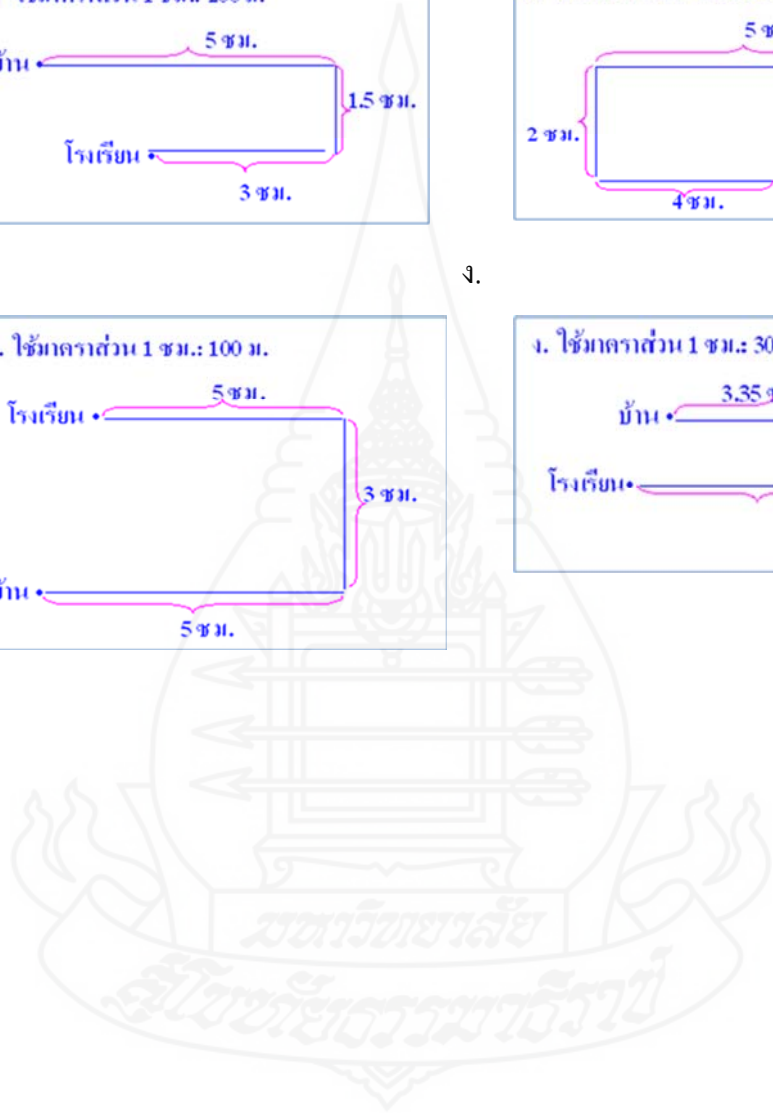 5 ซม.
บ้าน
1.5 ซม.
โรงเรียน
3 ซม.
5 ซ
2 ซม.
4 ซม.
ง.
. ใช้มาตราส่วน 1 ซม.: 100 ม.
5 ซม.
โรงเรียน
3 ซม.
บ้าน
5 ซม.
ง. ใช้มาตราส่วน 1 ซม.: 30
3.35 ซ
บ้าน
โรงเรียน
มหาวิทยาลัย
สุโขทัยธรรมาธิราช